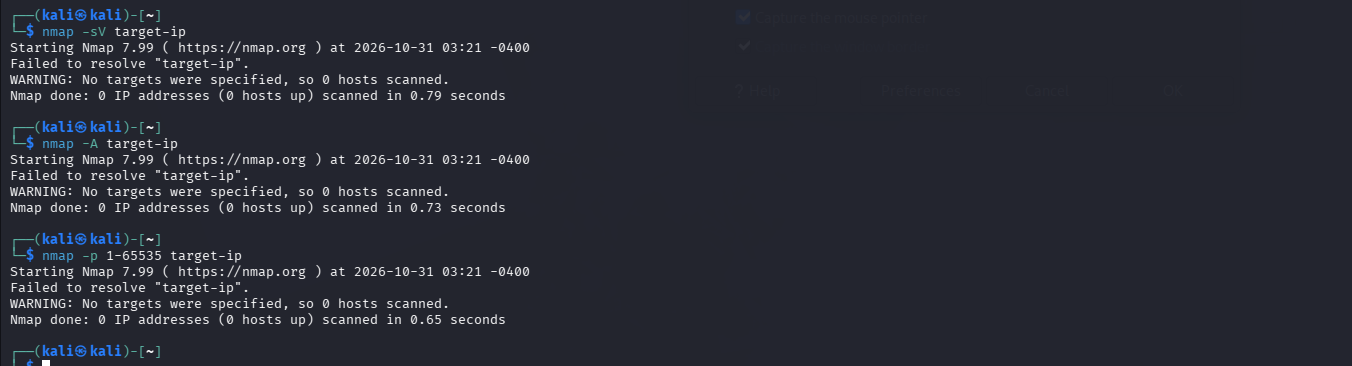 ┌──(kali㉿kali)-[~]
└─$ nmap -sV target-ip
Starting Nmap 7.99 ( https://nmap.org ) at 2026-10-31 03:21 -0400
Failed to resolve "target-ip".
WARNING: No targets were specified, so 0 hosts scanned.
Nmap done: 0 IP addresses (0 hosts up) scanned in 0.79 seconds

┌──(kali㉿kali)-[~]
└─$ nmap -A target-ip
Starting Nmap 7.99 ( https://nmap.org ) at 2026-10-31 03:21 -0400
Failed to resolve "target-ip".
WARNING: No targets were specified, so 0 hosts scanned.
Nmap done: 0 IP addresses (0 hosts up) scanned in 0.73 seconds

┌──(kali㉿kali)-[~]
└─$ nmap -p 1-65535 target-ip
Starting Nmap 7.99 ( https://nmap.org ) at 2026-10-31 03:21 -0400
Failed to resolve "target-ip".
WARNING: No targets were specified, so 0 hosts scanned.
Nmap done: 0 IP addresses (0 hosts up) scanned in 0.65 seconds

┌──(kali㉿kali)-[~]
└─$
Capture the mouse pointer
? Help Preferences Cancel OK